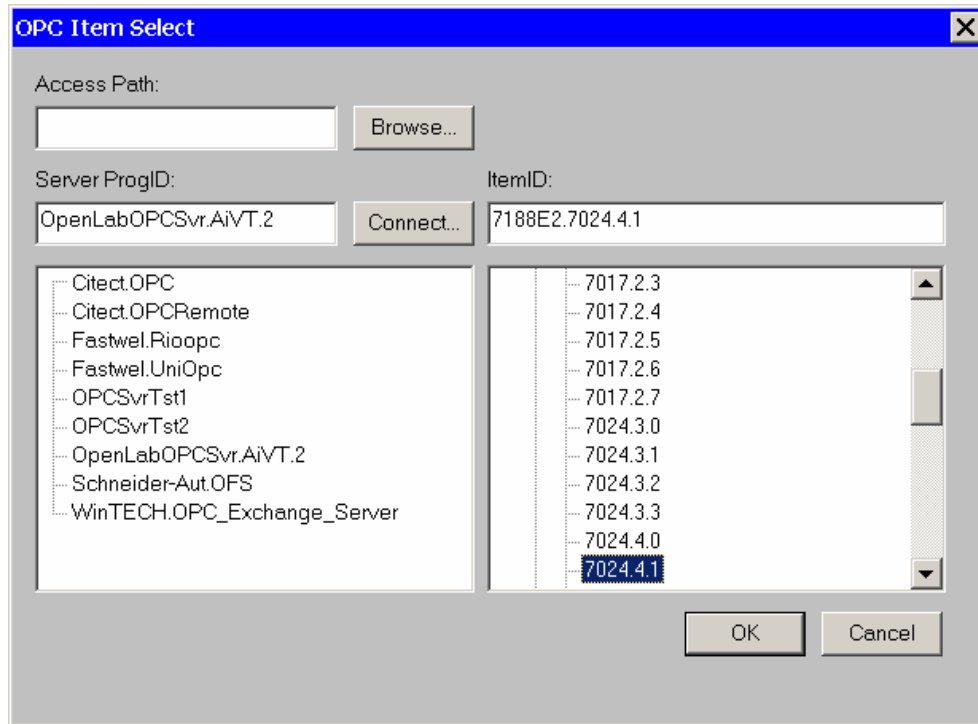 OPC Item Select
Access Path:
Browse...
Server ProgID:
ItemID:
OpenLabOPCSvr.AiVT.2
Connect...
7188E2.7024.4.1
Citect.OPC
Citect.OPCRemote
Fastwel.Rioopc
Fastwel.UniOpc
OPCSvrTst1
OPCSvrTst2
OpenLabOPCSvr.AiVT.2
Schneider-Aut.OFS
WinTECH.OPC_Exchange_Server
7017.2.3
7017.2.4
7017.2.5
7017.2.6
7017.2.7
7024.3.0
7024.3.1
7024.3.2
7024.3.3
7024.4.0
7024.4.1
OK
Cancel